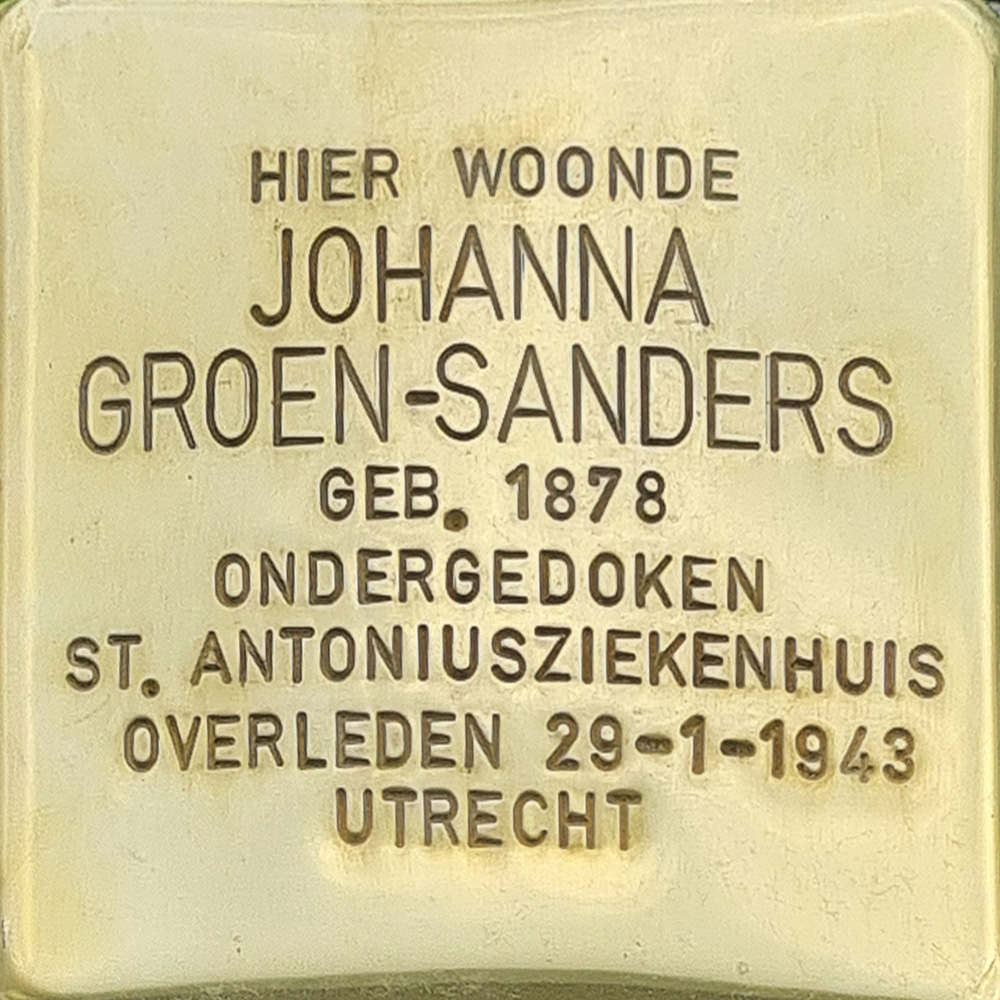 HIER WOONDE
JOHANNA
GROEN-SANDERS
GEB. 1878
ONDERGEDOKEN
ST. ANTONIUSZIEKENHUIS
OVERLEDEN 29-1-1943
UTRECHT